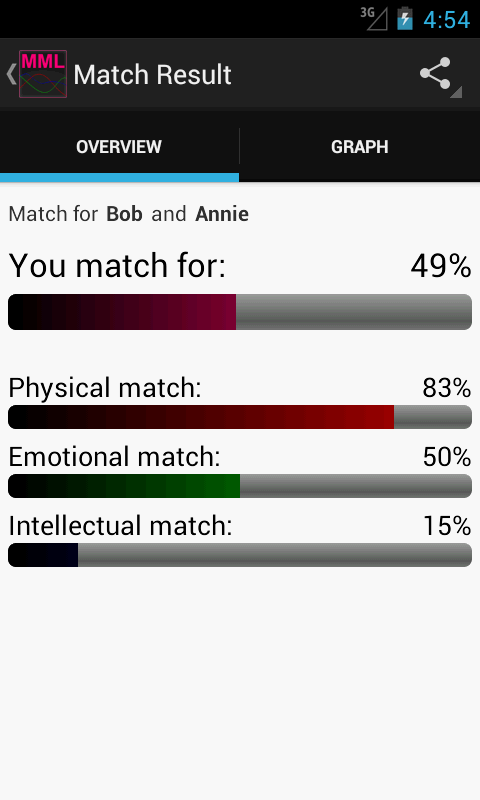 3G 4:54
MML Match Result
OVERVIEW GRAPH
Match for Bob and Annie
You match for: 49%
Physical match: 83%
Emotional match: 50%
Intellectual match: 15%